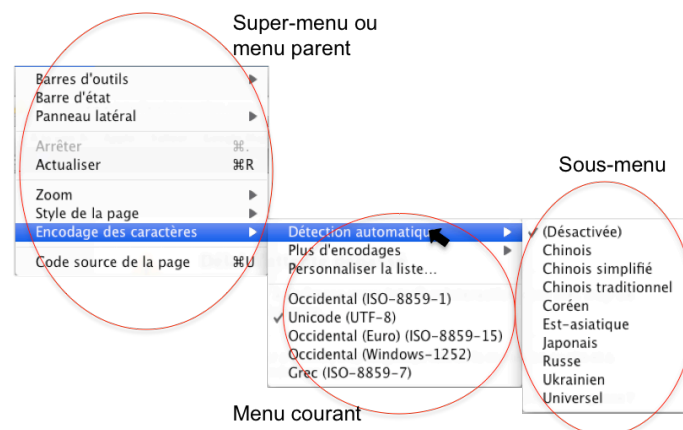 Super-menu ou
menu parent
Barres d'outils
Barre d'état
Panneau latéral
Arrêter ⌘.
Actualiser ⌘R
Zoom
Style de la page
Encodage des caractères
Code source de la page ⌘U
Détection automatique
Plus d'encodages
Personnaliser la liste...
Occidental (ISO-8859-1)
✓ Unicode (UTF-8)
Occidental (Euro) (ISO-8859-15)
Occidental (Windows-1252)
Grec (ISO-8859-7)
Menu courant
Sous-menu
✓ (Désactivée)
Chinois
Chinois simplifié
Chinois traditionnel
Coréen
Est-asiatique
Japonais
Russe
Ukrainien
Universel